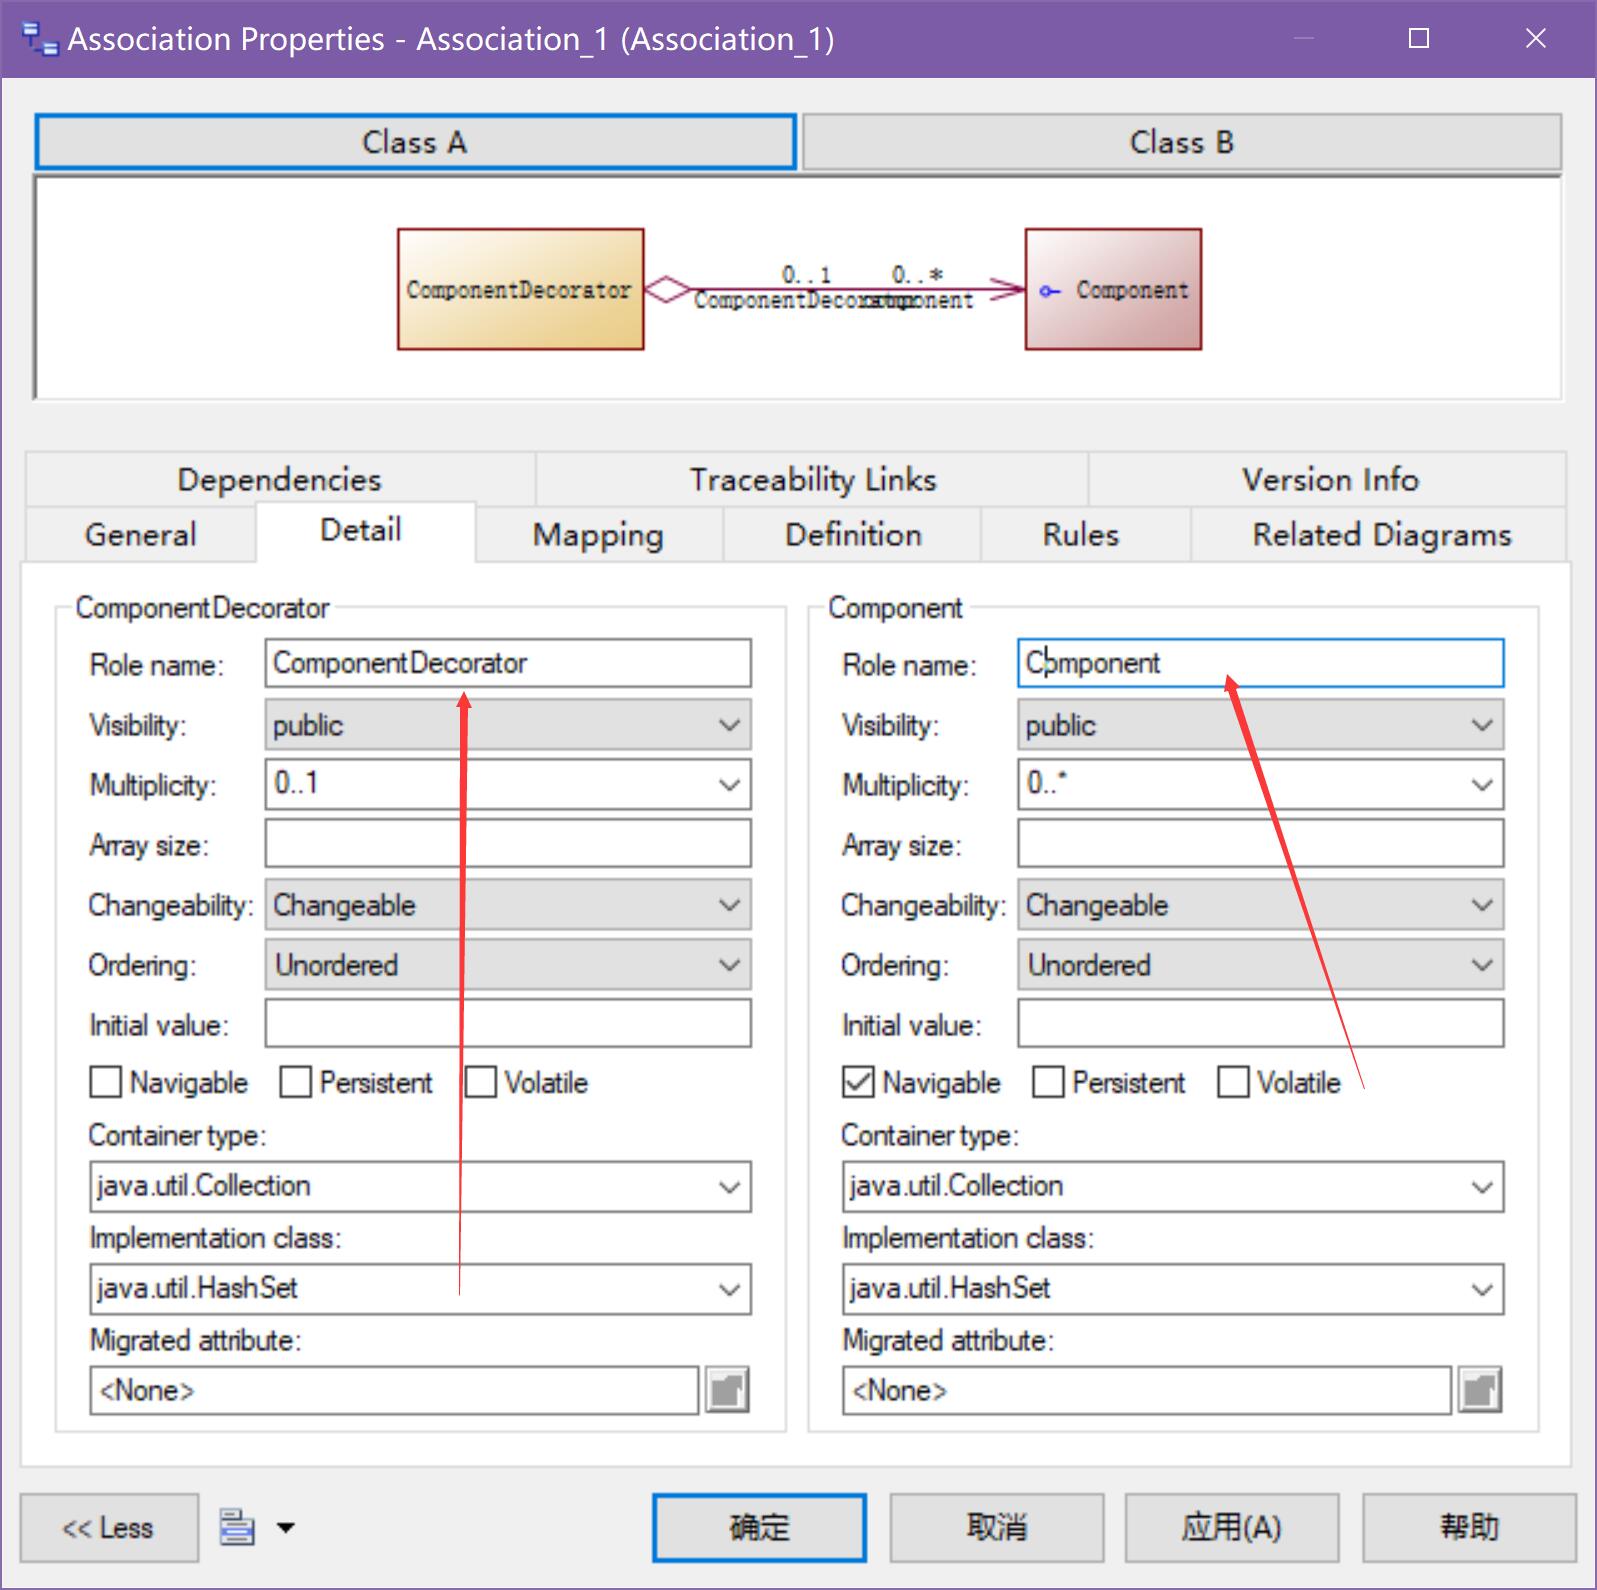 Association Properties - Association_1 (Association_1)
Class A
Class B
ComponentDecorator
0..1
0..*
Component
Dependencies
Traceability Links
Version Info
General
Detail
Mapping
Definition
Rules
Related Diagrams
ComponentDecorator
Role name: ComponentDecorator
Visibility: public
Multiplicity: 0..1
Array size:
Changeability: Changeable
Ordering: Unordered
Initial value:
Navigable Persistent Volatile
Container type:
java.util.Collection
Implementation class:
java.util.HashSet
Migrated attribute:
<None>
Component
Role name: Component
Visibility: public
Multiplicity: 0..*
Array size:
Changeability: Changeable
Ordering: Unordered
Initial value:
Navigable Persistent Volatile
Container type:
java.util.Collection
Implementation class:
java.util.HashSet
Migrated attribute:
<None>
<< Less
确定
取消
应用(A)
帮助